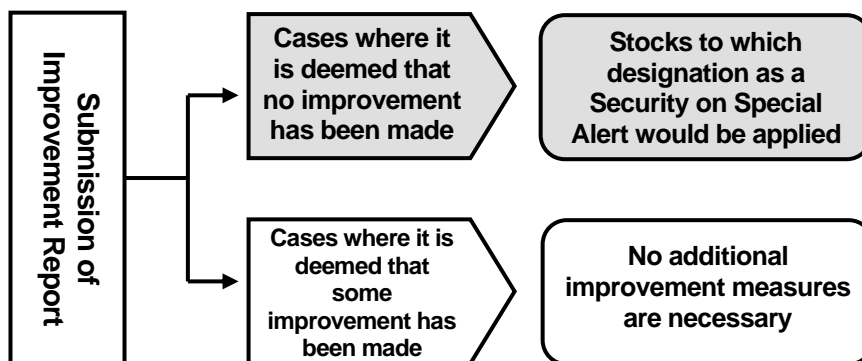 Submission of
Improvement Report
Cases where it
is deemed that
no improvement
has been made
Stocks to which
designation as a
Security on Special
Alert would be applied
Cases where it is
deemed that
some
improvement has
been made
No additional
improvement measures
are necessary